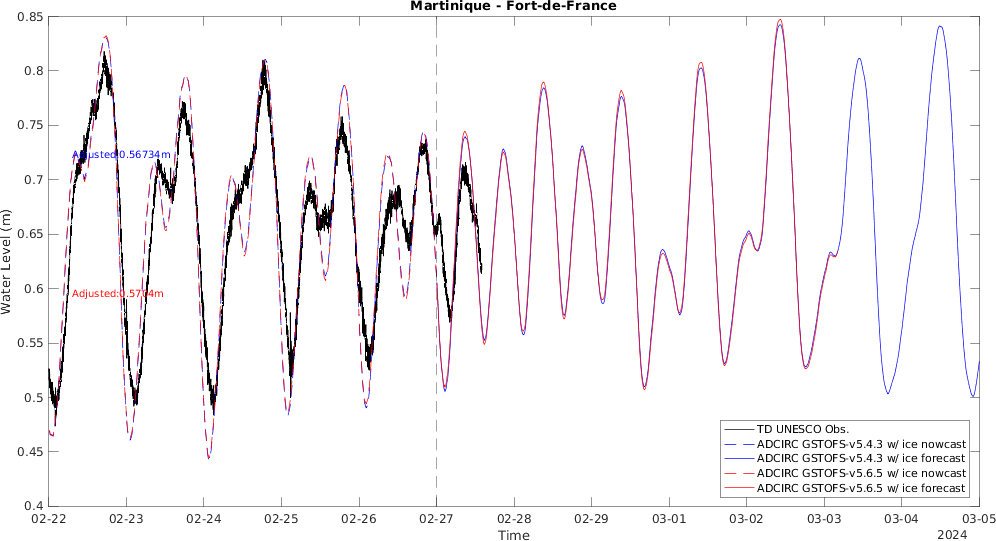 Martinique - Fort-de-France
0.85
0.8
0.75
0.7
0.65
0.6
0.55
0.5
0.45
0.4
Water Level (m)
Adjusted:0.56734m
Adjusted:0.5704m
TD UNESCO Obs.
ADCIRC GSTOFS-v5.4.3 w/ ice nowcast
ADCIRC GSTOFS-v5.4.3 w/ ice forecast
ADCIRC GSTOFS-v5.6.5 w/ ice nowcast
ADCIRC GSTOFS-v5.6.5 w/ ice forecast
02-22 02-23 02-24 02-25 02-26 02-27 02-28 02-29 03-01 03-02 03-03 03-04 03-05
Time
2024